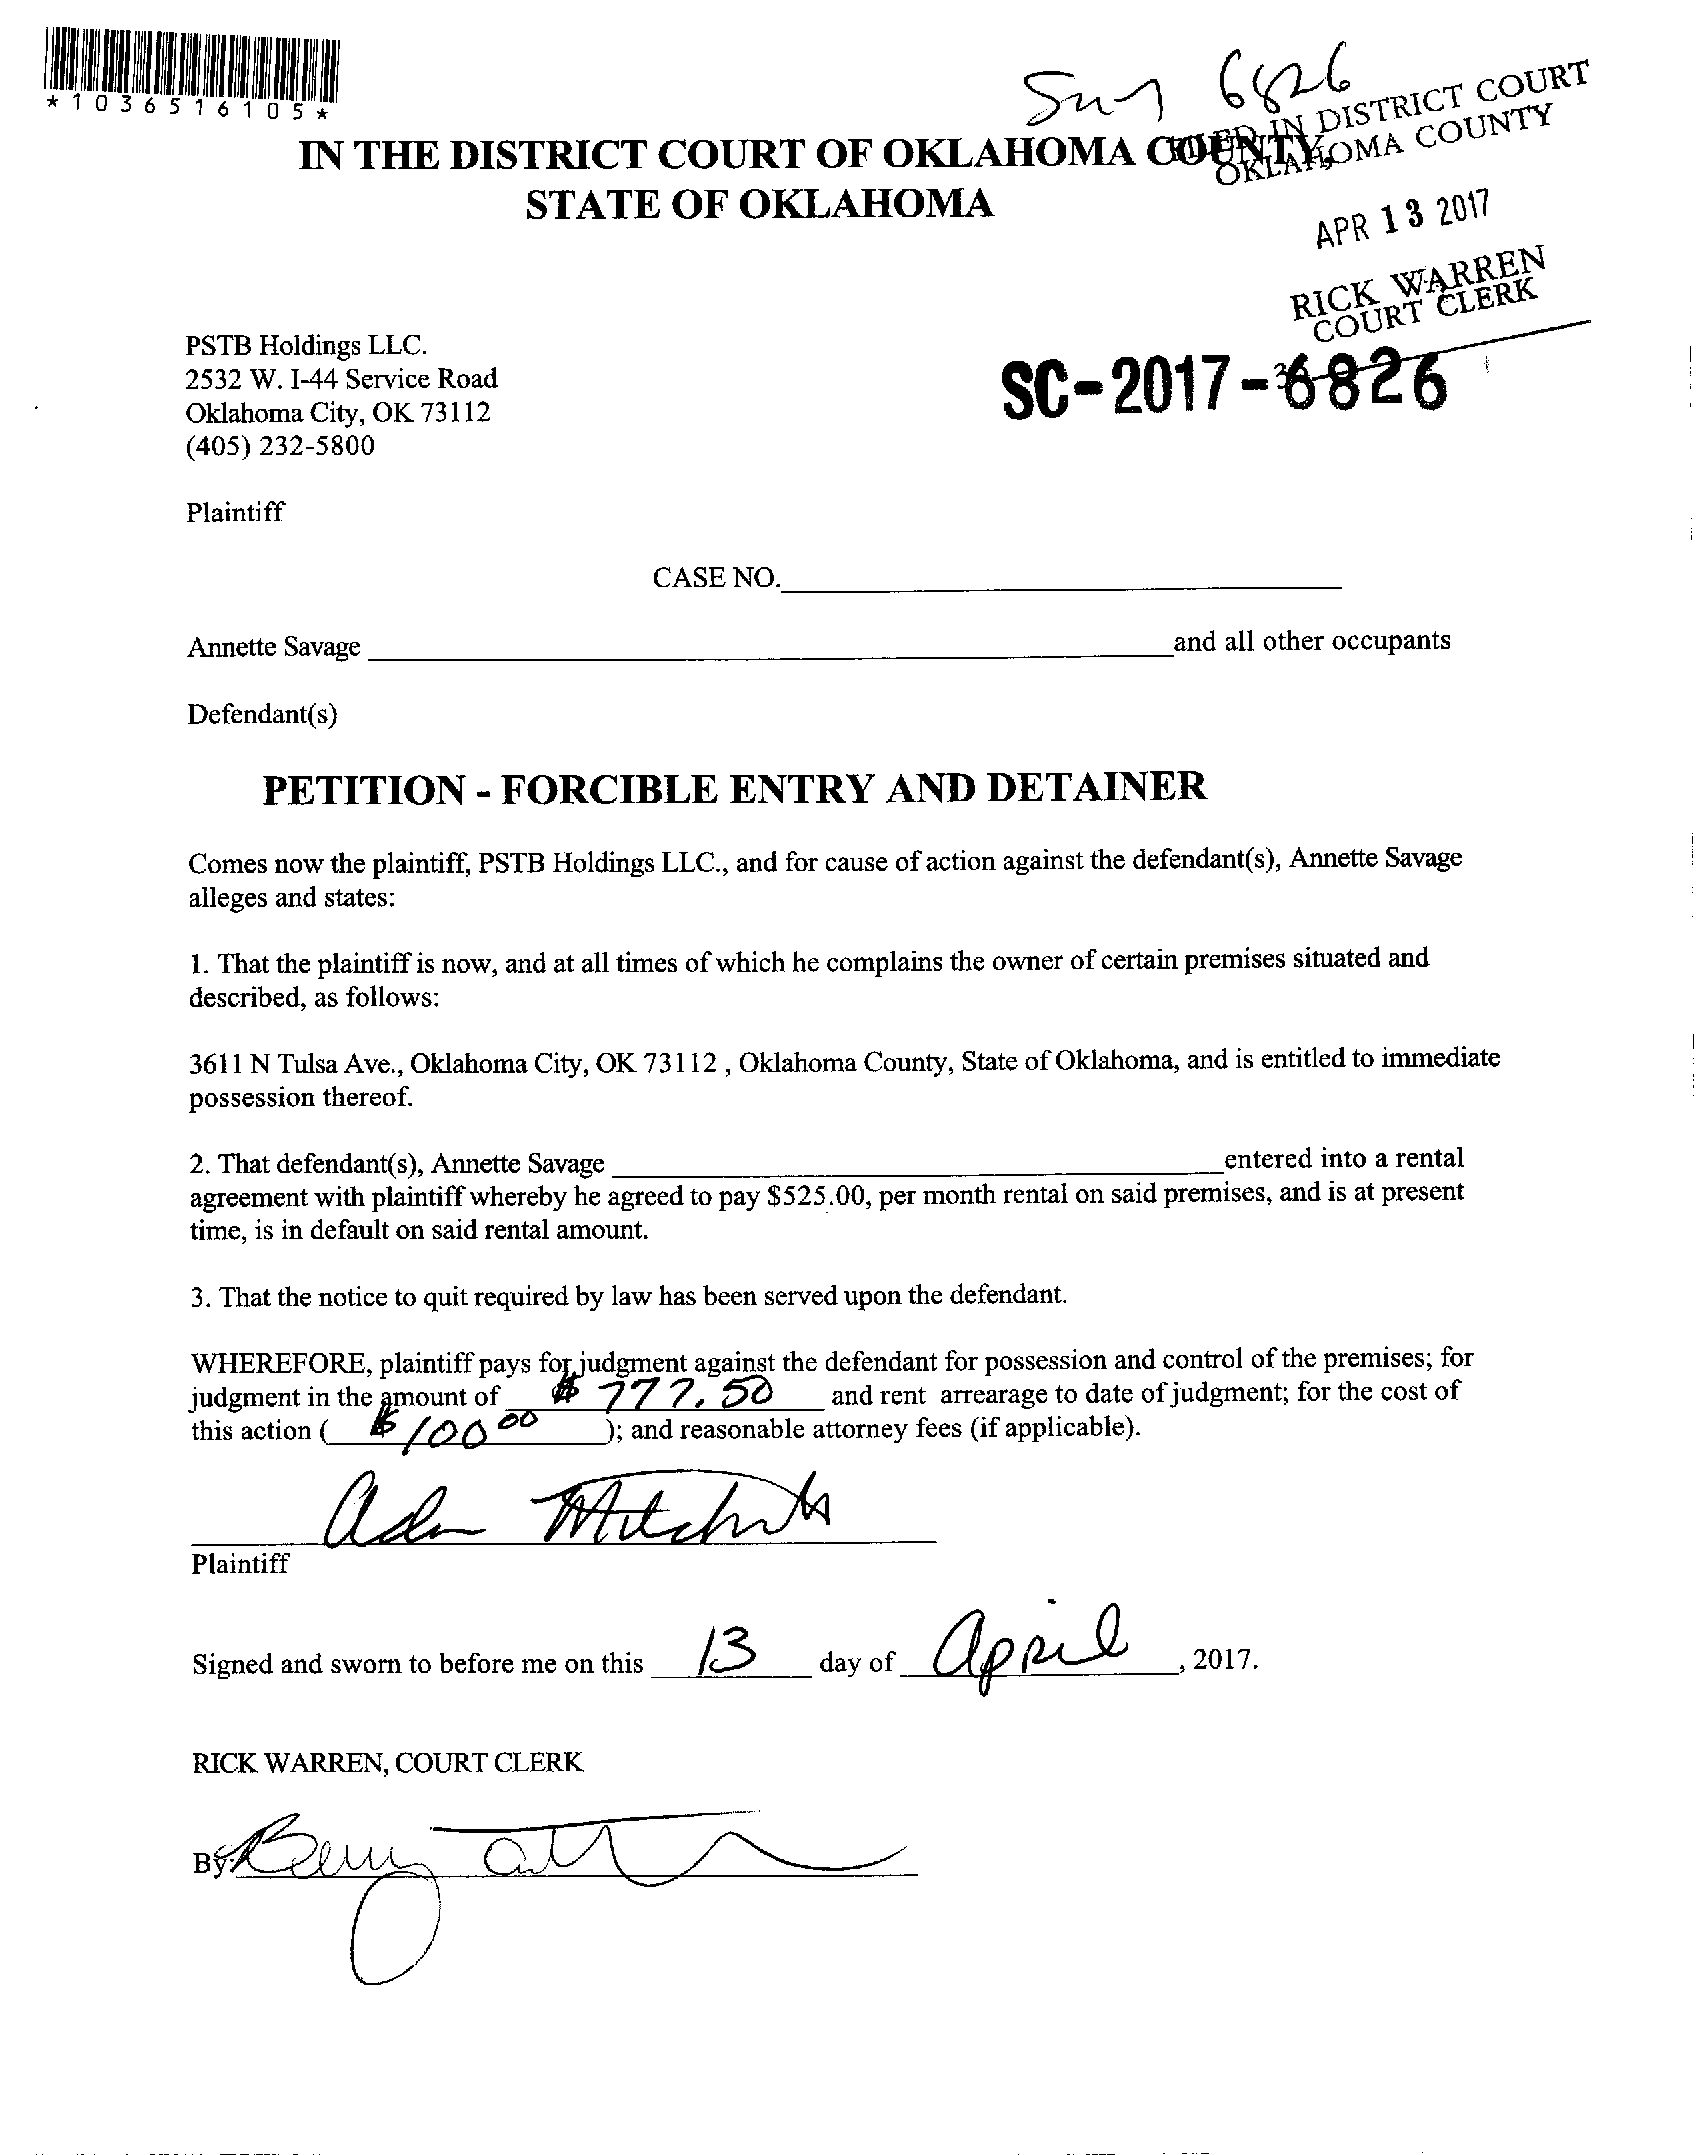 *1036516105*
6826
FILED IN DISTRICT COURT
OKLAHOMA COUNTY
IN THE DISTRICT COURT OF OKLAHOMA COUNTY,
STATE OF OKLAHOMA
APR 13 2017
RICK WARREN
COURT CLERK
PSTB Holdings LLC.
2532 W. I-44 Service Road
Oklahoma City, OK 73112
(405) 232-5800
SC-2017-6826
Plaintiff
CASE NO.
Annette Savage and all other occupants
Defendant(s)
PETITION - FORCIBLE ENTRY AND DETAINER
Comes now the plaintiff, PSTB Holdings LLC., and for cause of action against the defendant(s), Annette Savage
alleges and states:
1. That the plaintiff is now, and at all times of which he complains the owner of certain premises situated and
described, as follows:
3611 N Tulsa Ave., Oklahoma City, OK 73112 , Oklahoma County, State of Oklahoma, and is entitled to immediate
possession thereof.
2. That defendant(s), Annette Savage entered into a rental
agreement with plaintiff whereby he agreed to pay $525.00, per month rental on said premises, and is at present
time, is in default on said rental amount.
3. That the notice to quit required by law has been served upon the defendant.
WHEREFORE, plaintiff pays for judgment against the defendant for possession and control of the premises; for
judgment in the amount of $ 777.50 and rent arrearage to date of judgment; for the cost of
this action ( $100 00 ); and reasonable attorney fees (if applicable).
Plaintiff
Signed and sworn to before me on this 13 day of April , 2017.
RICK WARREN, COURT CLERK
By: